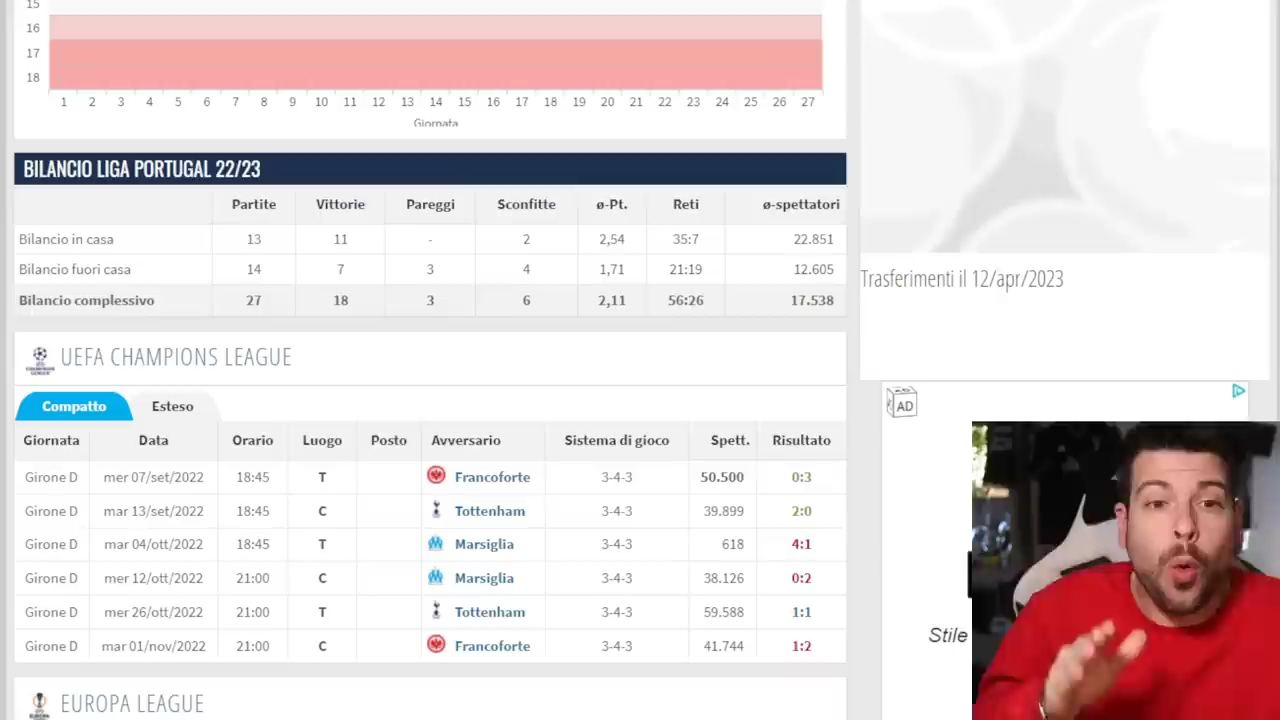 15
16
17
18
1 2 3 4 5 6 7 8 9 10 11 12 13 14 15 16 17 18 19 20 21 22 23 24 25 26 27
Giornata
BILANCIO LIGA PORTUGAL 22/23
Partite Vittorie Pareggi Sconfitte ø-Pt. Reti ø-spettatori
Bilancio in casa 13 11 - 2 2,54 35:7 22.851
Bilancio fuori casa 14 7 3 4 1,71 21:19 12.605
Bilancio complessivo 27 18 3 6 2,11 56:26 17.538
UEFA CHAMPIONS LEAGUE
Compatto Esteso
Giornata Data Orario Luogo Posto Avversario Sistema di gioco Spett. Risultato
Girone D mer 07/set/2022 18:45 T Francoforte 3-4-3 50.500 0:3
Girone D mar 13/set/2022 18:45 C Tottenham 3-4-3 39.899 2:0
Girone D mar 04/ott/2022 18:45 T Marsiglia 3-4-3 618 4:1
Girone D mer 12/ott/2022 21:00 C Marsiglia 3-4-3 38.126 0:2
Girone D mer 26/ott/2022 21:00 T Tottenham 3-4-3 59.588 1:1
Girone D mar 01/nov/2022 21:00 C Francoforte 3-4-3 41.744 1:2
EUROPA LEAGUE
Trasferimenti il 12/apr/2023
AD
Stile